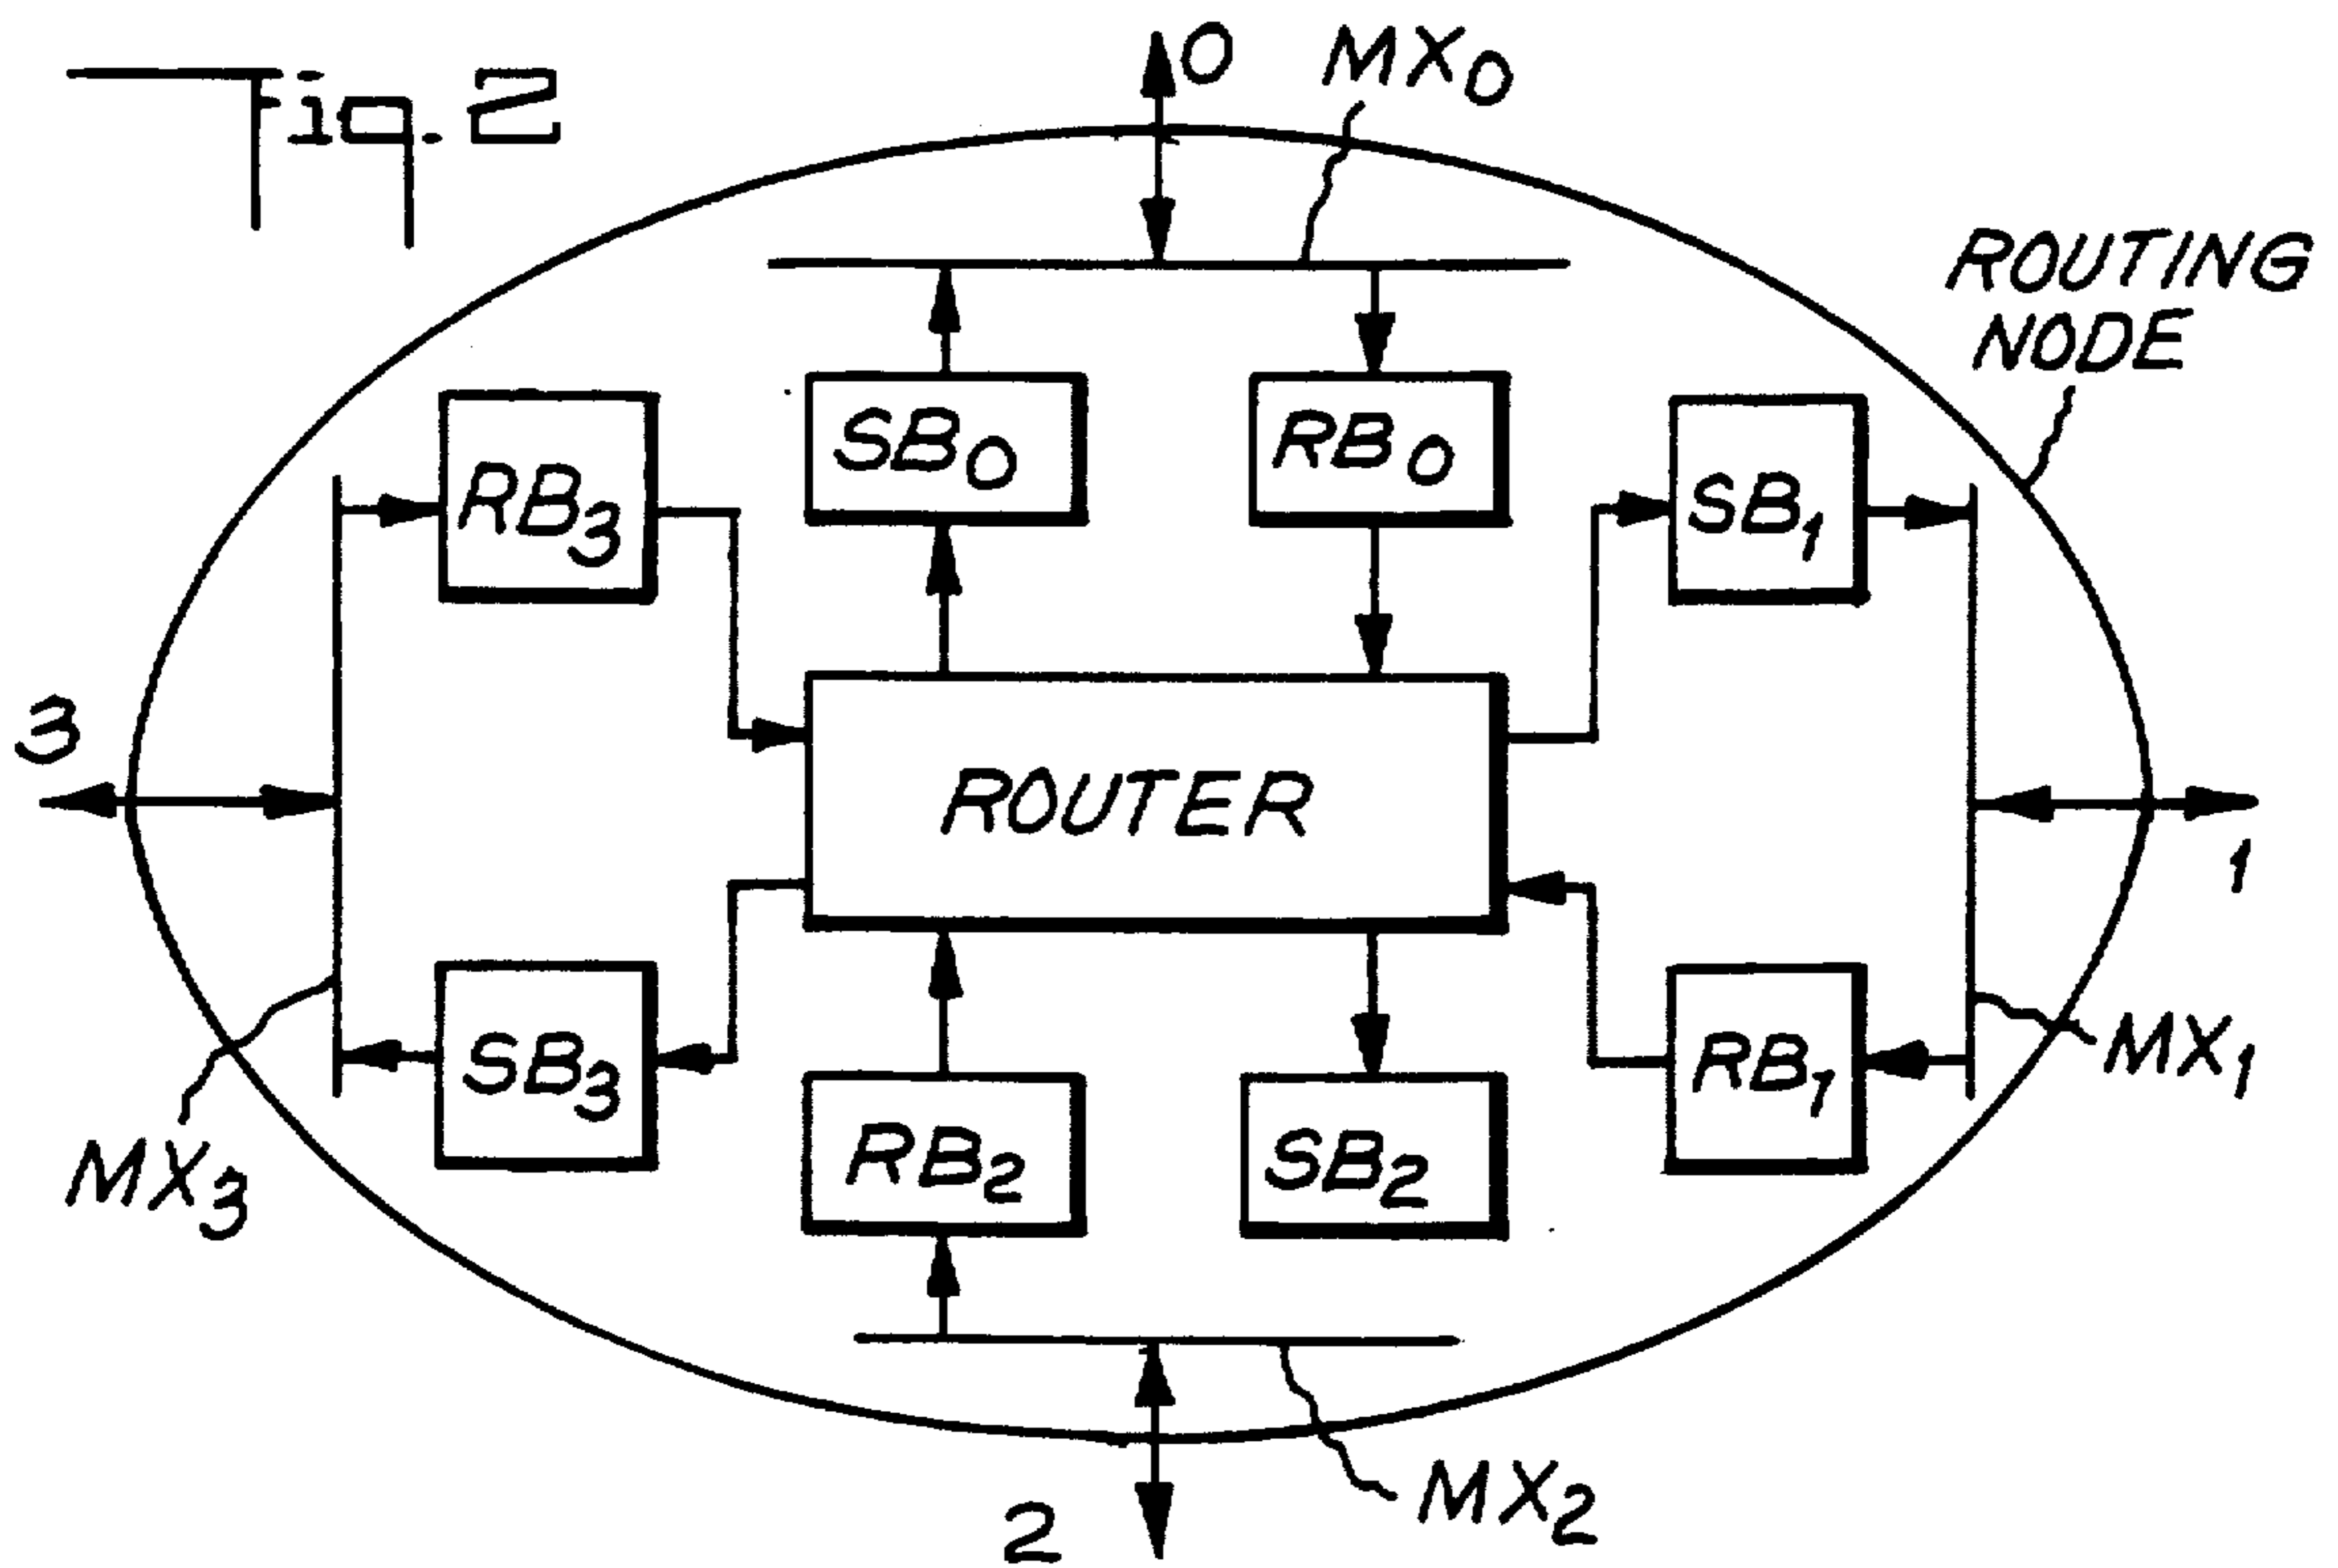 Fig. 2
0
MX0
ROUTING
NODE
SB0
RB0
RB3
SB1
3
ROUTER
1
SB3
RB2
SB2
RB1
MX1
MX3
MX2
2